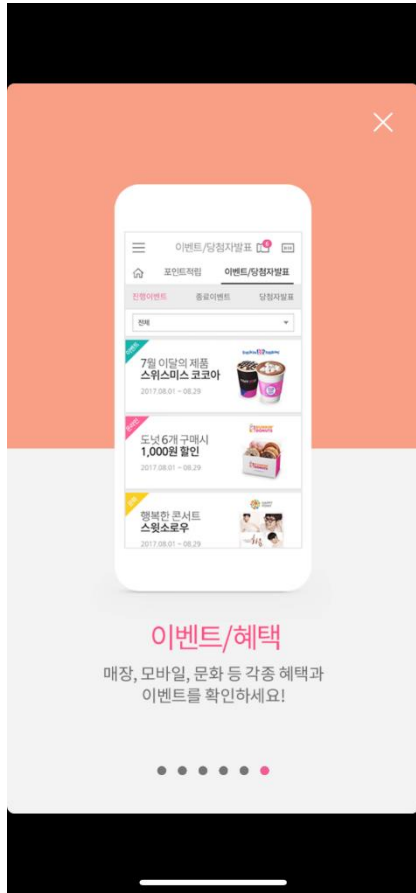 이벤트/당첨자발표
포인트적립 이벤트/당첨자발표
진행이벤트 종료이벤트 당첨자발표
전체
7월 이달의 제품
스위스미스 코코아
2017.08.01 ~ 08.29
도넛 6개 구매시
1,000원 할인
2017.08.01 ~ 08.29
행복한 콘서트
스윗소로우
2017.08.01 ~ 08.29
이벤트/혜택
매장, 모바일, 문화 등 각종 혜택과
이벤트를 확인하세요!